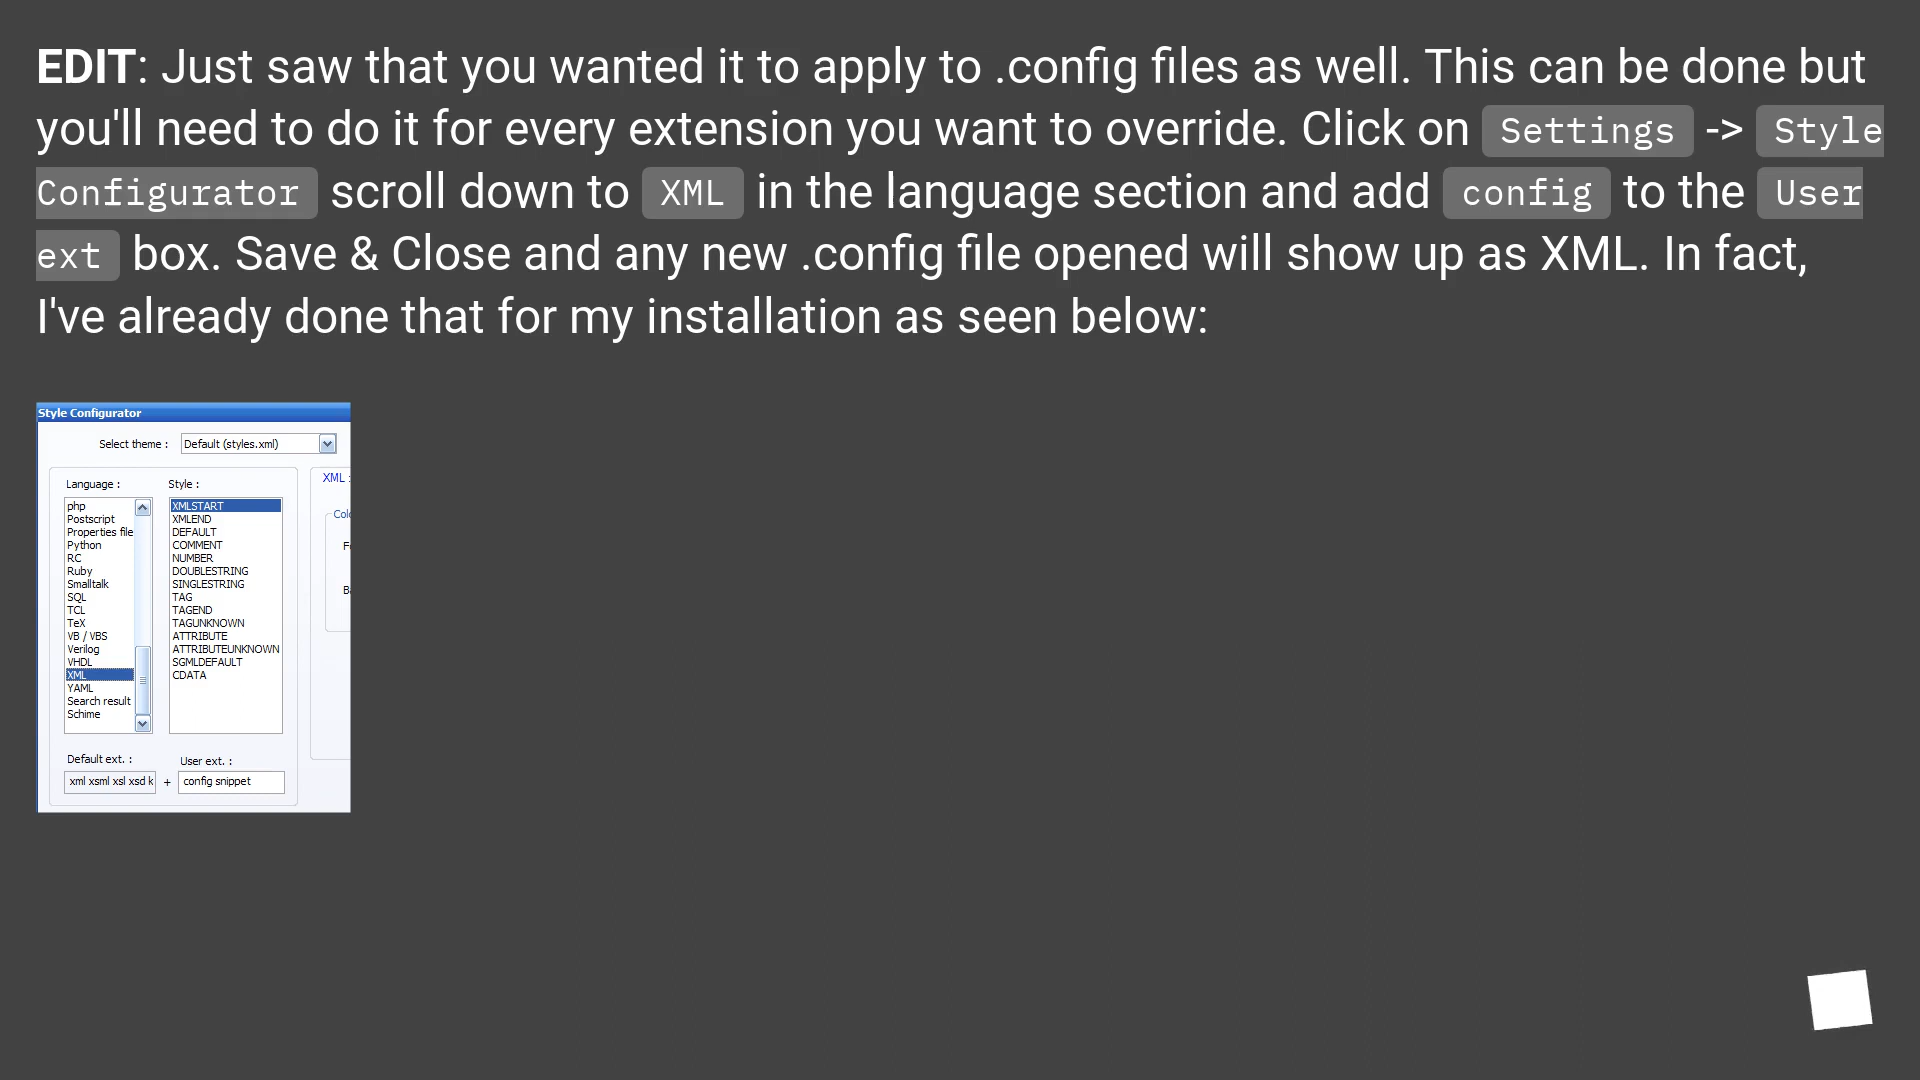 EDIT: Just saw that you wanted it to apply to .config files as well. This can be done but
you'll need to do it for every extension you want to override. Click on Settings -> Style
Configurator scroll down to XML in the language section and add config to the User
ext box. Save & Close and any new .config file opened will show up as XML. In fact,
I've already done that for my installation as seen below:
Style Configurator
Select theme : Default (styles.xml)
Language :
php
Postscript
Properties file
Python
RC
Ruby
Smalltalk
SQL
TCL
TeX
VB / VBS
Verilog
VHDL
XML
YAML
Search result
Schime
Style :
XMLSTART
XMLEND
DEFAULT
COMMENT
NUMBER
DOUBLESTRING
SINGLESTRING
TAG
TAGEND
TAGUNKNOWN
ATTRIBUTE
ATTRIBUTEUNKNOWN
SGMLDEFAULT
CDATA
XML :
Default ext. :
xml xsml xsl xsd k
+
User ext. :
config snippet